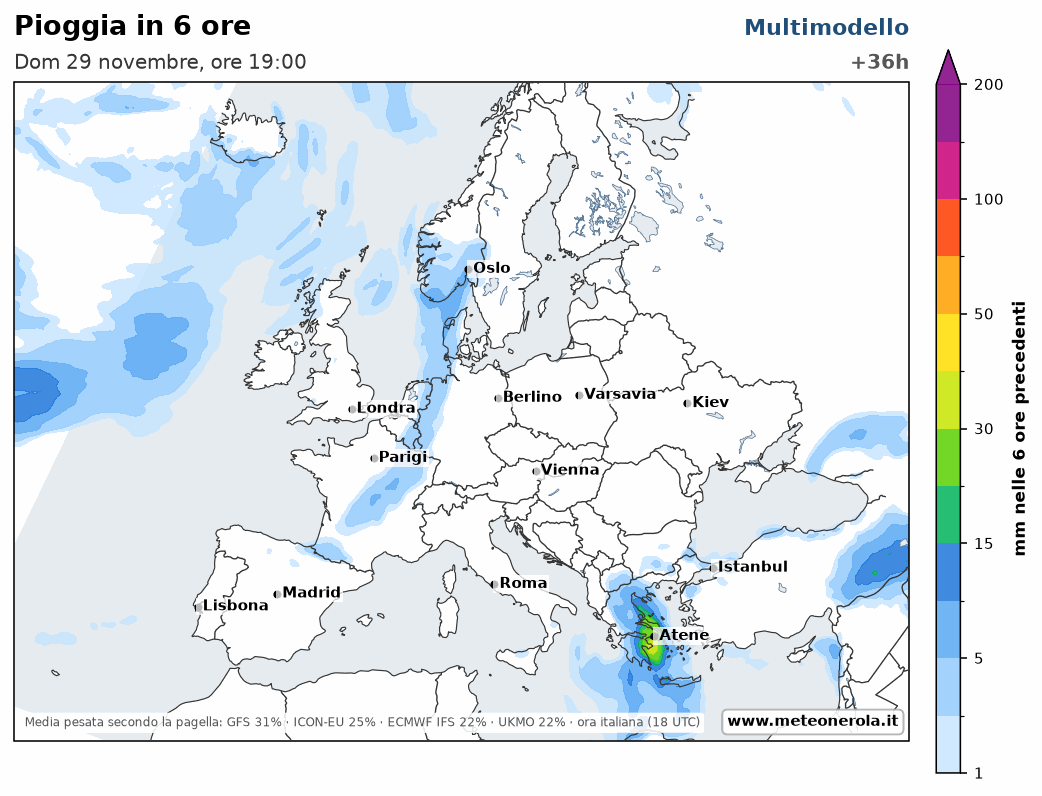 Pioggia in 6 ore
Multimodello
Dom 29 novembre, ore 19:00
+36h
200
100
50
30
15
5
1
mm nelle 6 ore precedenti
Oslo
Berlino
Varsavia
Kiev
Londra
Parigi
Vienna
Istanbul
Roma
Madrid
Lisbona
Atene
Media pesata secondo la pagella: GFS 31% · ICON-EU 25% · ECMWF IFS 22% · UKMO 22% · ora italiana (18 UTC)
www.meteonerola.it